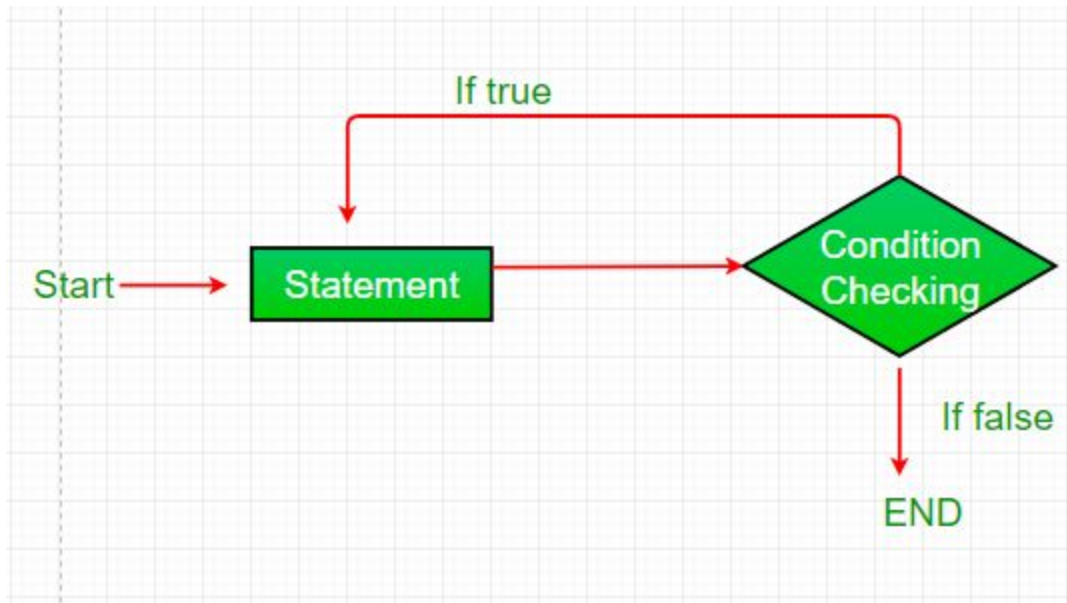 If true
Start
Statement
Condition
Checking
If false
END